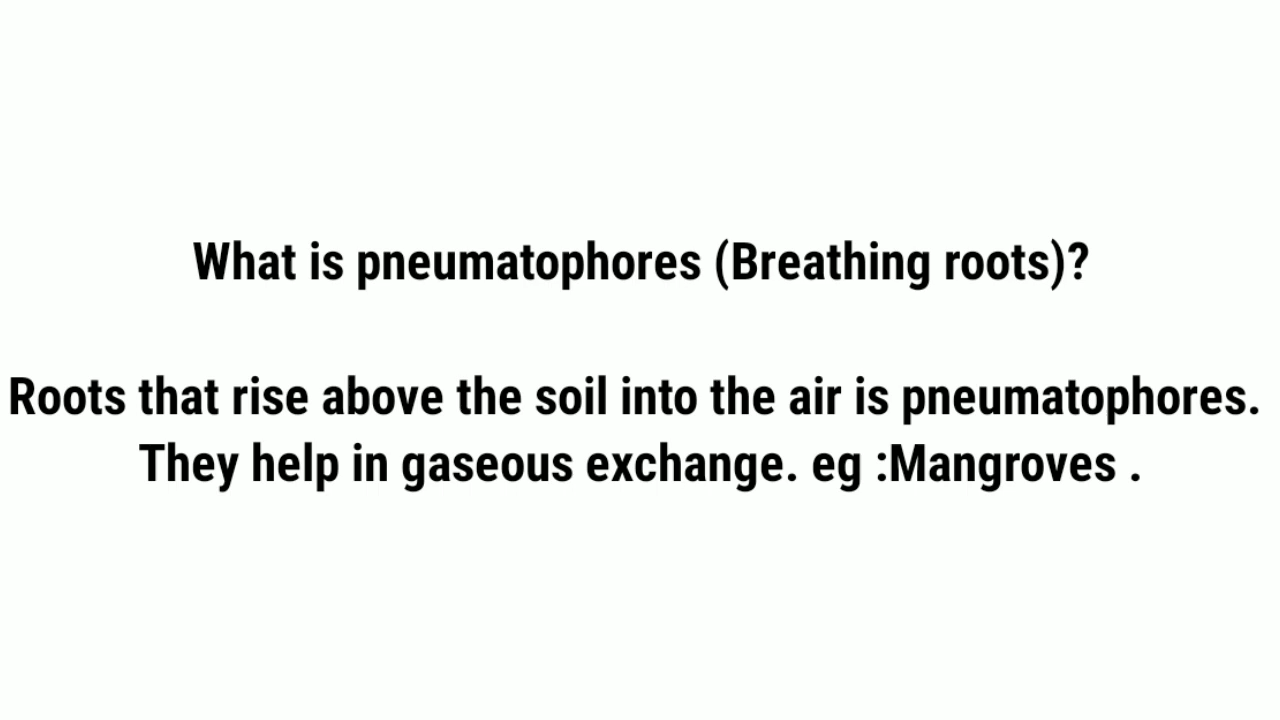 What is pneumatophores (Breathing roots)?
Roots that rise above the soil into the air is pneumatophores.
They help in gaseous exchange. eg :Mangroves .